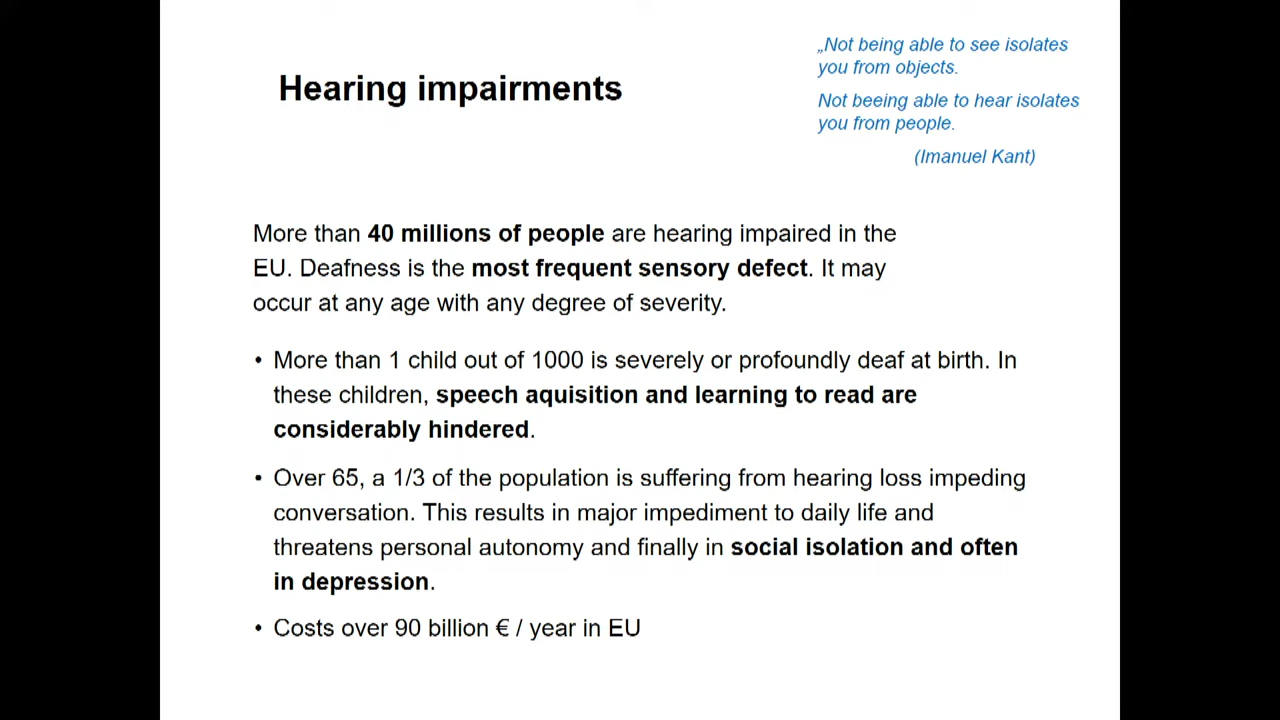 Hearing impairments
„Not being able to see isolates
you from objects.
Not beeing able to hear isolates
you from people.
(Imanuel Kant)
More than 40 millions of people are hearing impaired in the
EU. Deafness is the most frequent sensory defect. It may
occur at any age with any degree of severity.
• More than 1 child out of 1000 is severely or profoundly deaf at birth. In
these children, speech aquisition and learning to read are
considerably hindered.
• Over 65, a 1/3 of the population is suffering from hearing loss impeding
conversation. This results in major impediment to daily life and
threatens personal autonomy and finally in social isolation and often
in depression.
• Costs over 90 billion € / year in EU